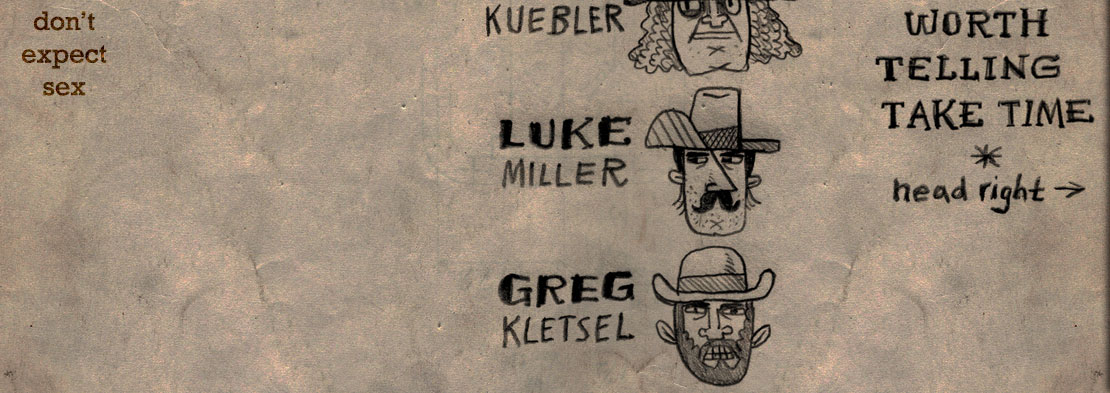 don't
expect
sex
KUEBLER
LUKE
MILLER
GREG
KLETSEL
WORTH
TELLING
TAKE TIME
head right →